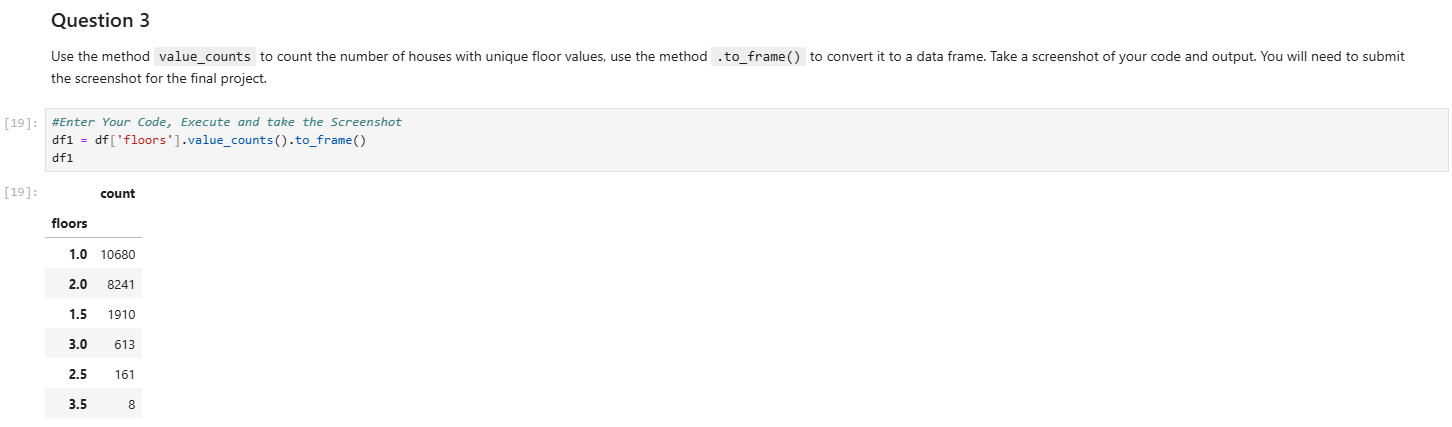 Question 3
Use the method value_counts to count the number of houses with unique floor values, use the method .to_frame() to convert it to a data frame. Take a screenshot of your code and output. You will need to submit
the screenshot for the final project.
[19]: #Enter Your Code, Execute and take the Screenshot
df1 = df['floors'].value_counts().to_frame()
df1
[19]: count
floors
1.0 10680
2.0 8241
1.5 1910
3.0 613
2.5 161
3.5 8